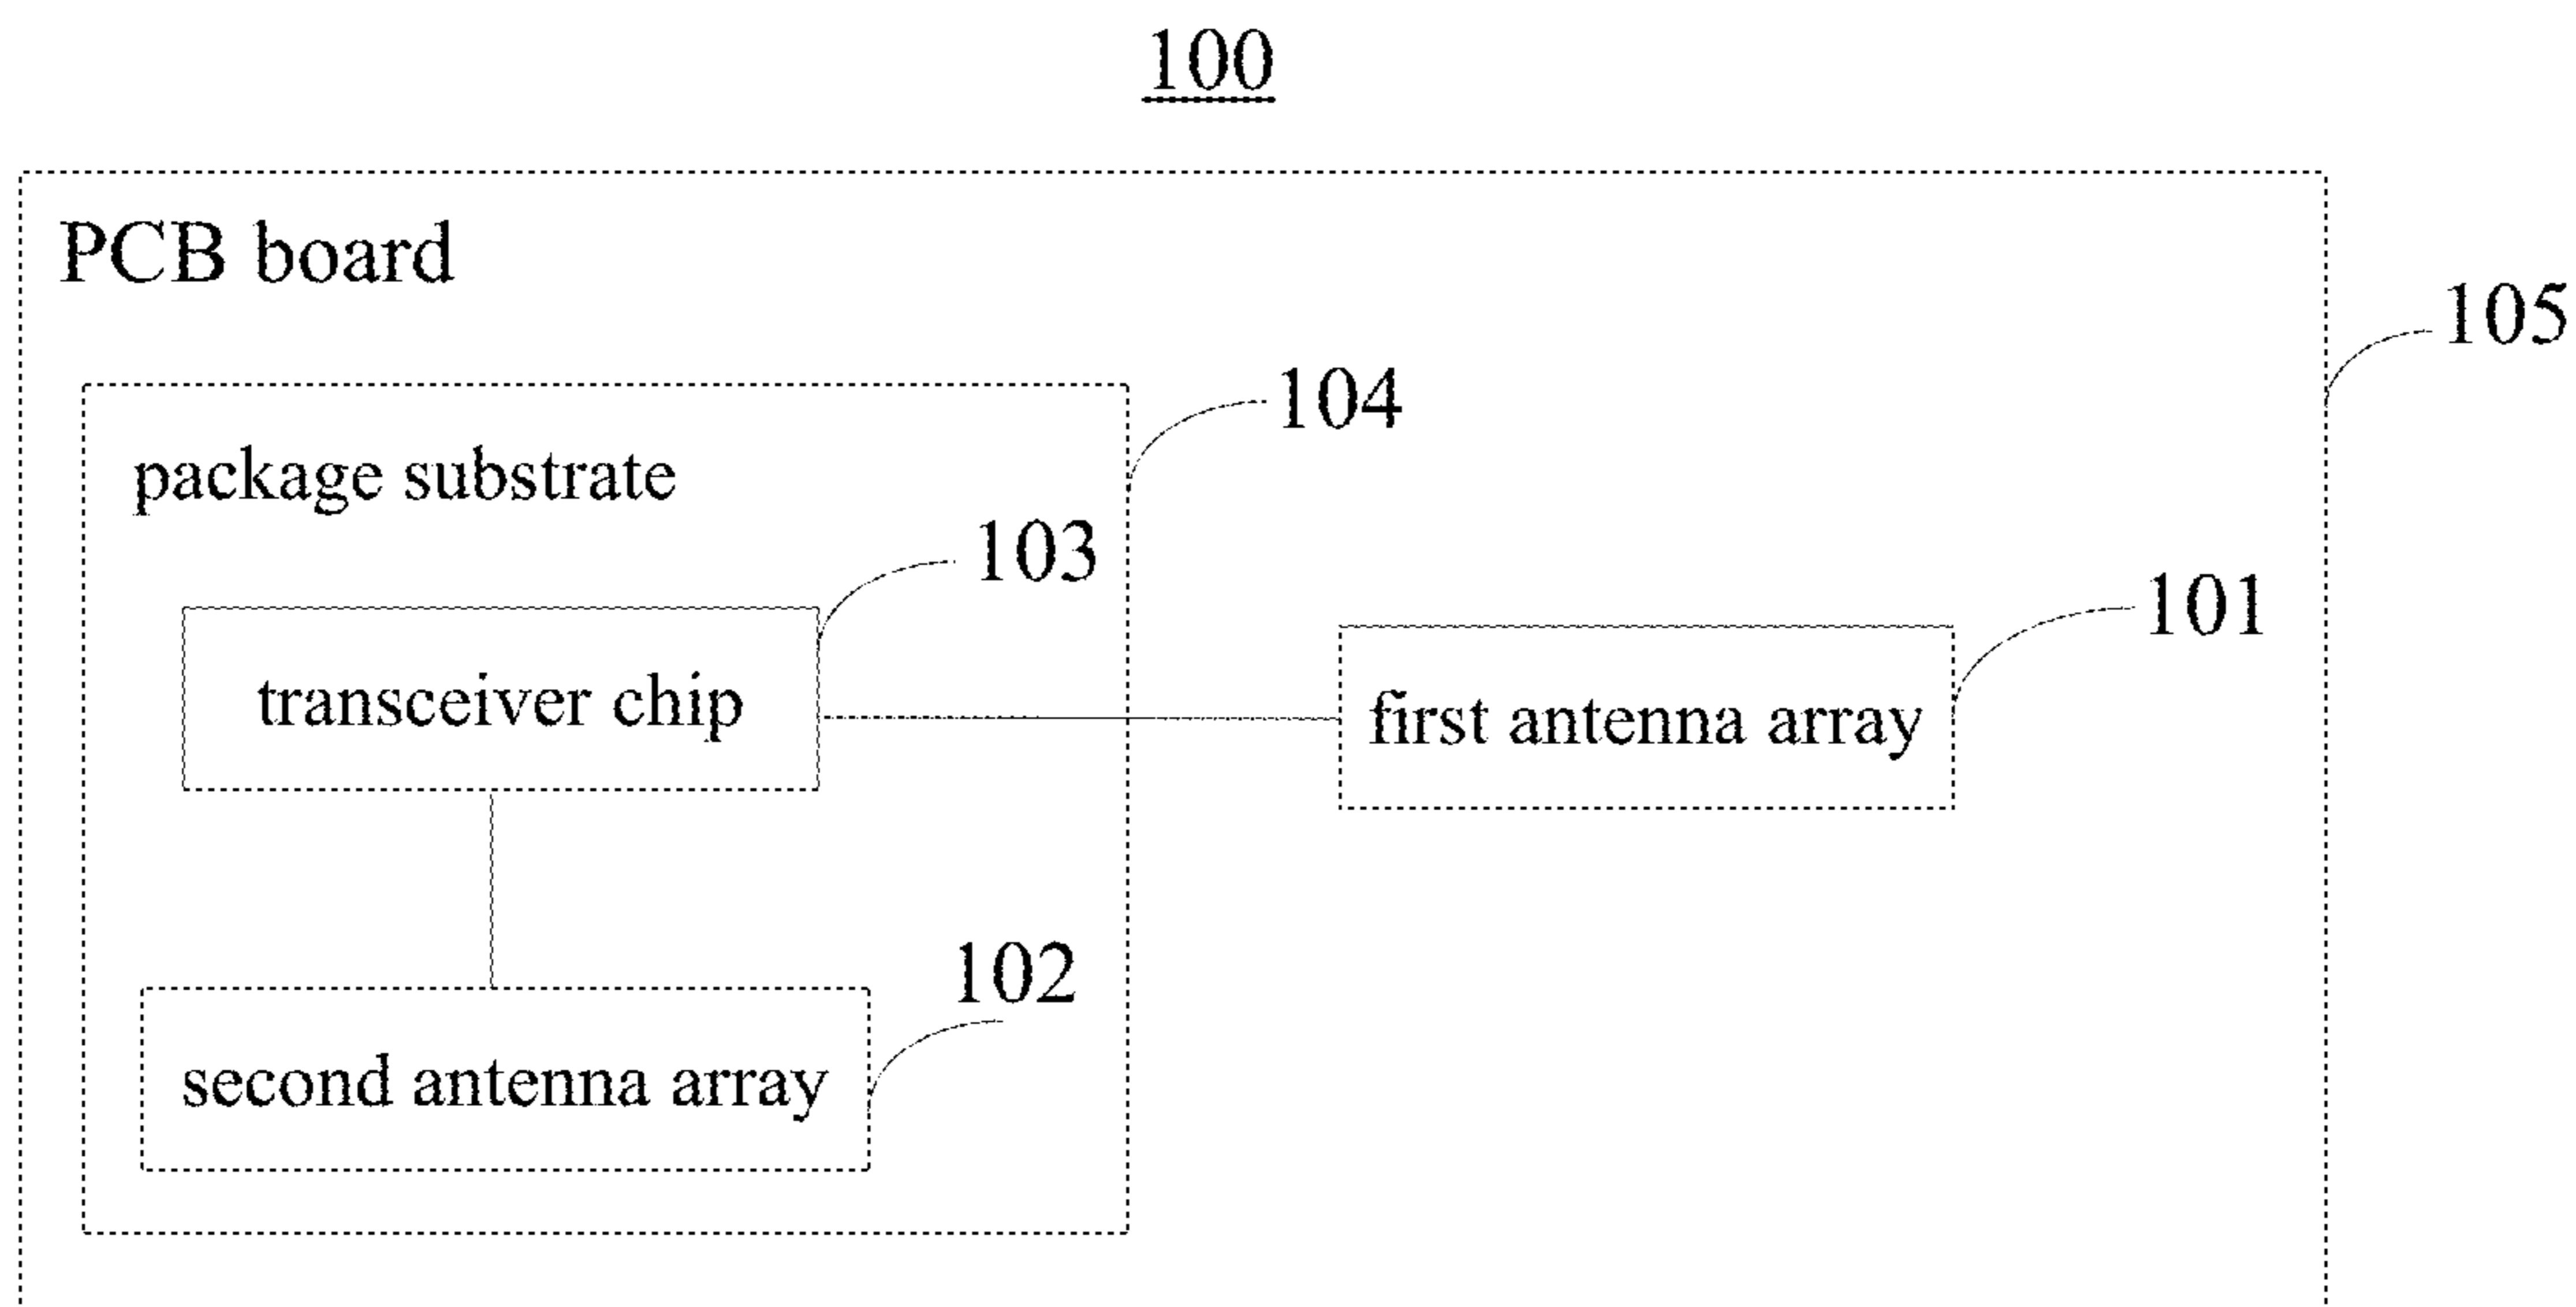 100
PCB board
105
104
package substrate
103
101
transceiver chip
first antenna array
102
second antenna array